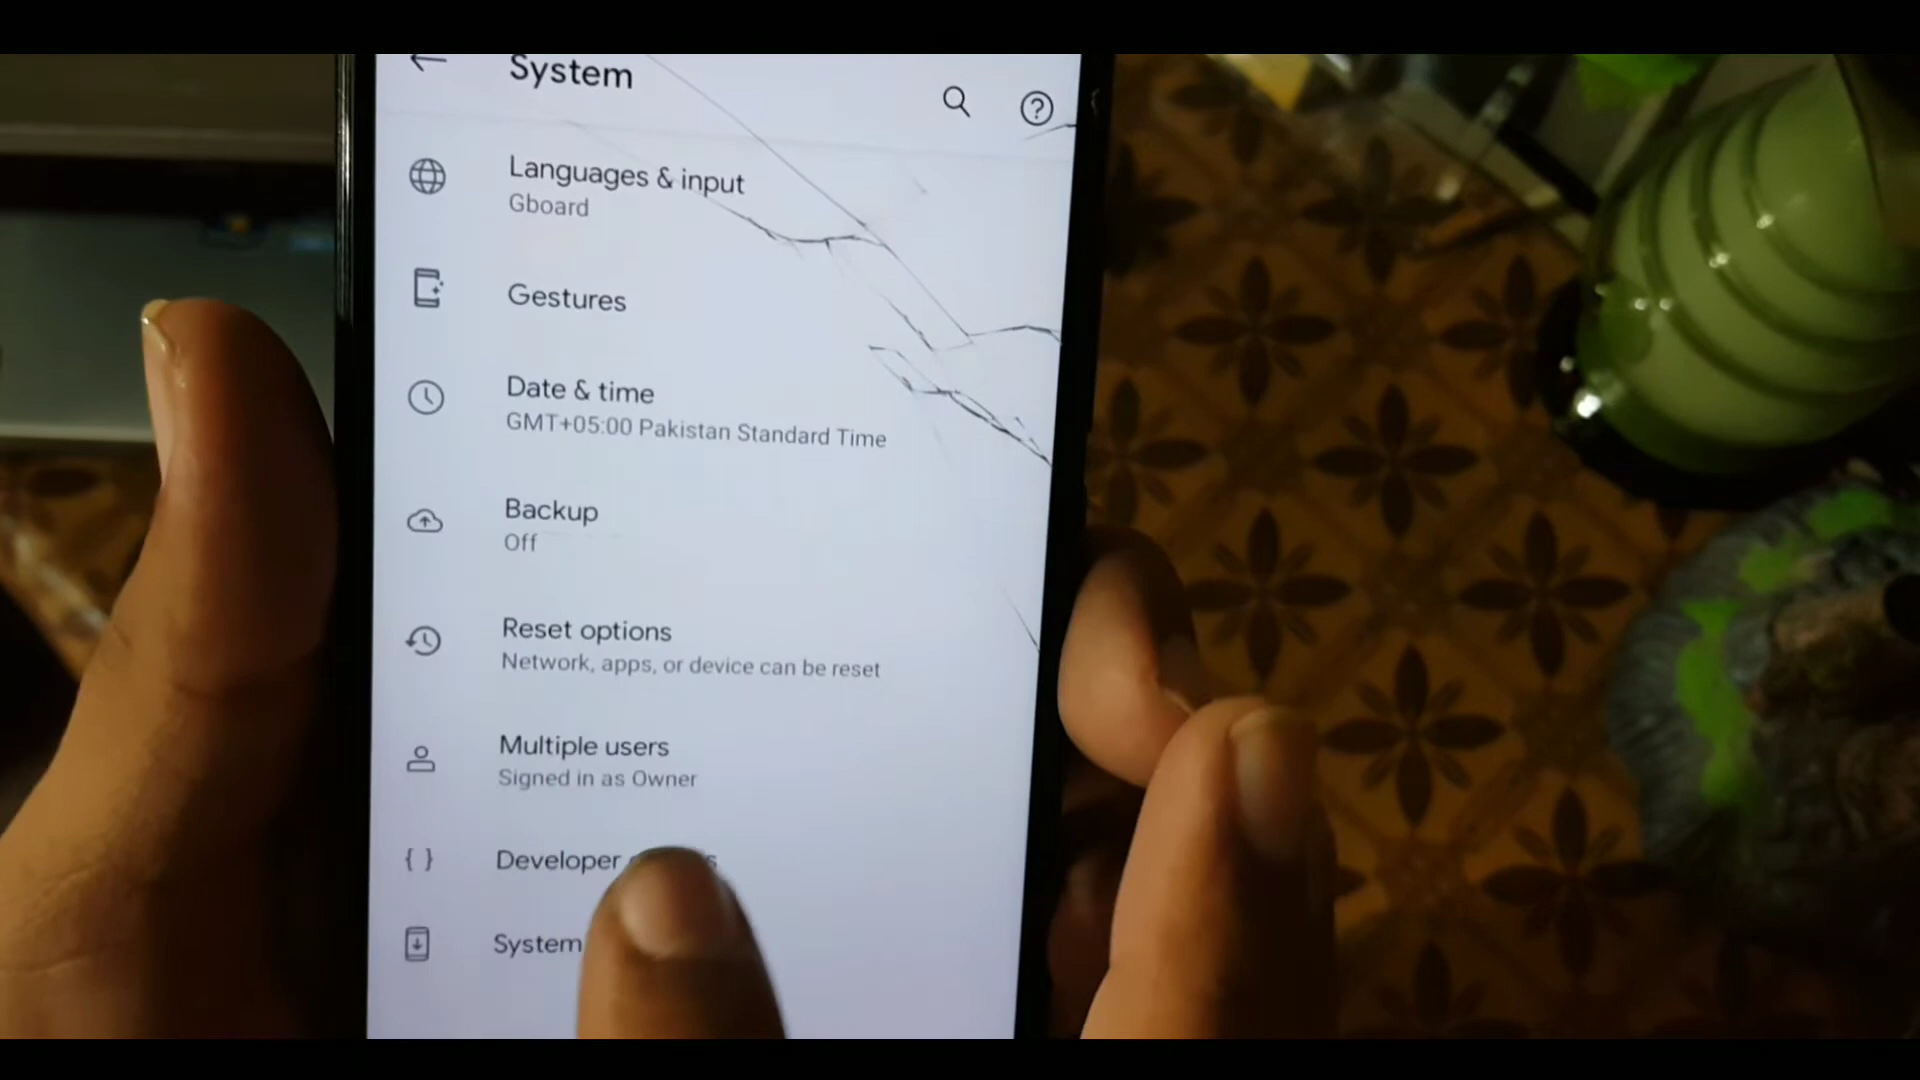 System
Languages & input
Gboard
Gestures
Date & time
GMT+05:00 Pakistan Standard Time
Backup
Off
Reset options
Network, apps, or device can be reset
Multiple users
Signed in as Owner
{ } Developer
System